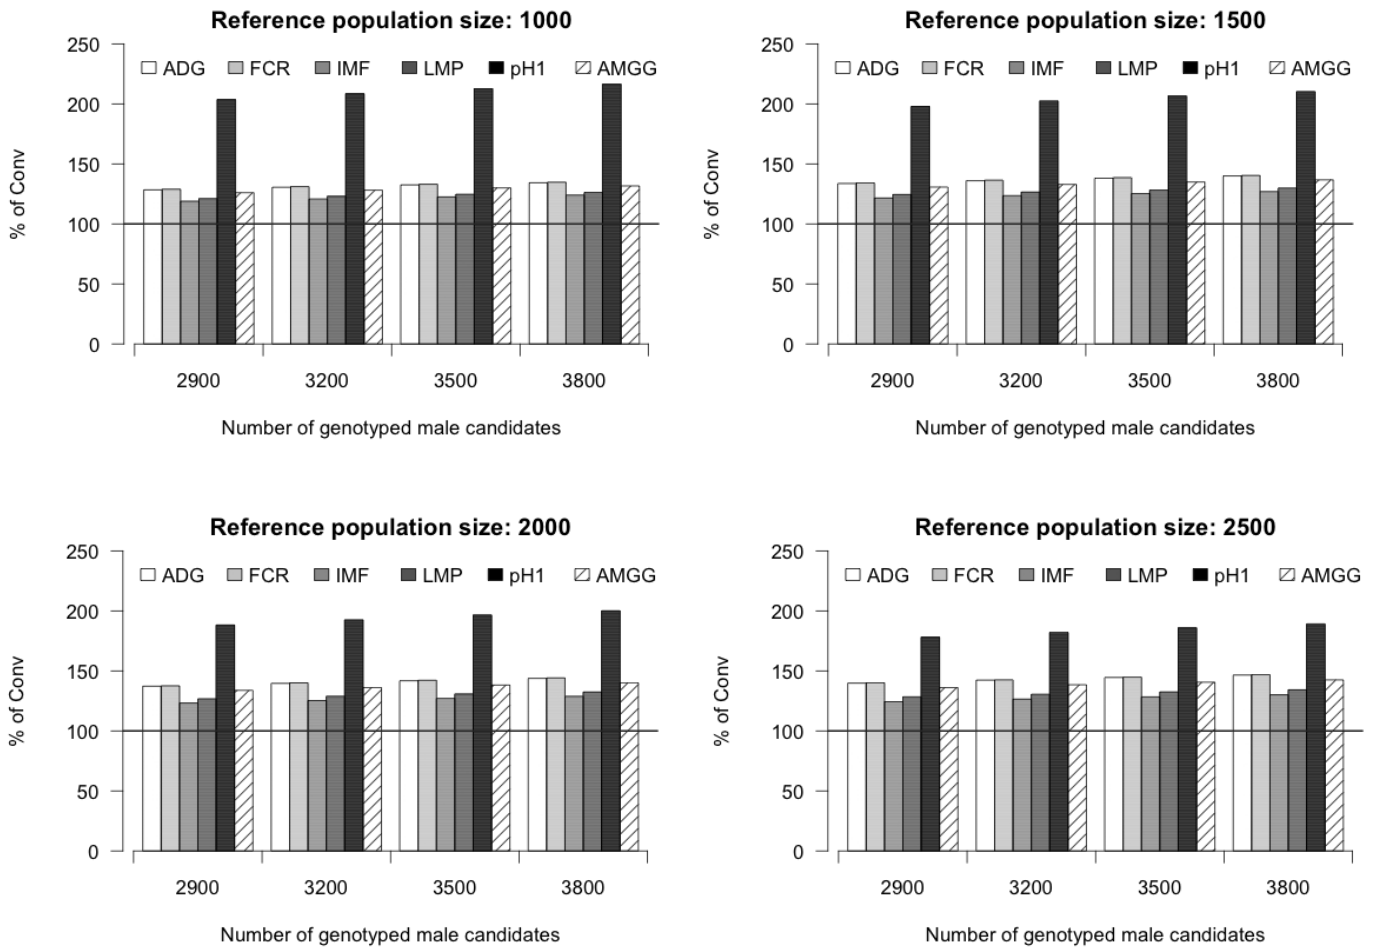 Reference population size: 1000
250
200
150
100
50
0
% of Conv
ADG FCR IMF LMP pH1 AMGG
2900 3200 3500 3800
Number of genotyped male candidates
Reference population size: 1500
250
200
150
100
50
0
% of Conv
ADG FCR IMF LMP pH1 AMGG
2900 3200 3500 3800
Number of genotyped male candidates
Reference population size: 2000
250
200
150
100
50
0
% of Conv
ADG FCR IMF LMP pH1 AMGG
2900 3200 3500 3800
Number of genotyped male candidates
Reference population size: 2500
250
200
150
100
50
0
% of Conv
ADG FCR IMF LMP pH1 AMGG
2900 3200 3500 3800
Number of genotyped male candidates